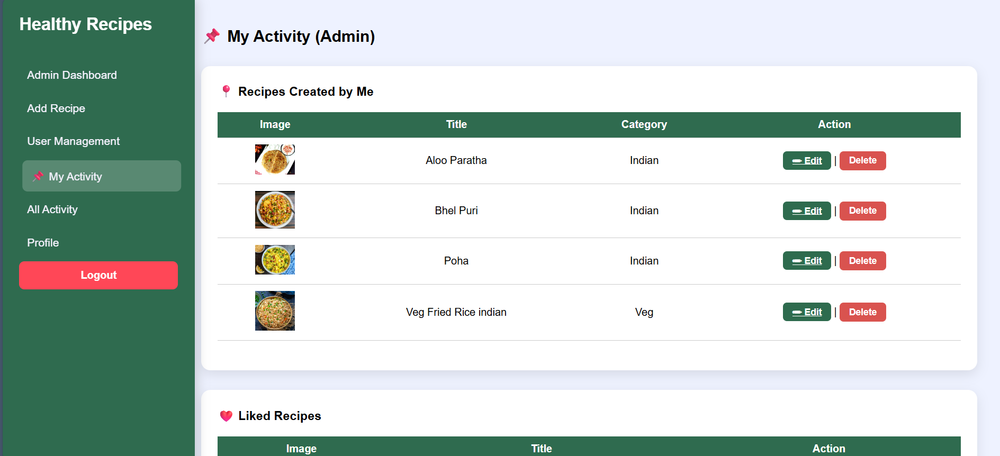 Healthy Recipes
Admin Dashboard
Add Recipe
User Management
📌 My Activity
All Activity
Profile
Logout
📌 My Activity (Admin)
📍 Recipes Created by Me
Image Title Category Action
Aloo Paratha Indian ✏ Edit | Delete
Bhel Puri Indian ✏ Edit | Delete
Poha Indian ✏ Edit | Delete
Veg Fried Rice indian Veg ✏ Edit | Delete
❤️ Liked Recipes
Image Title Action